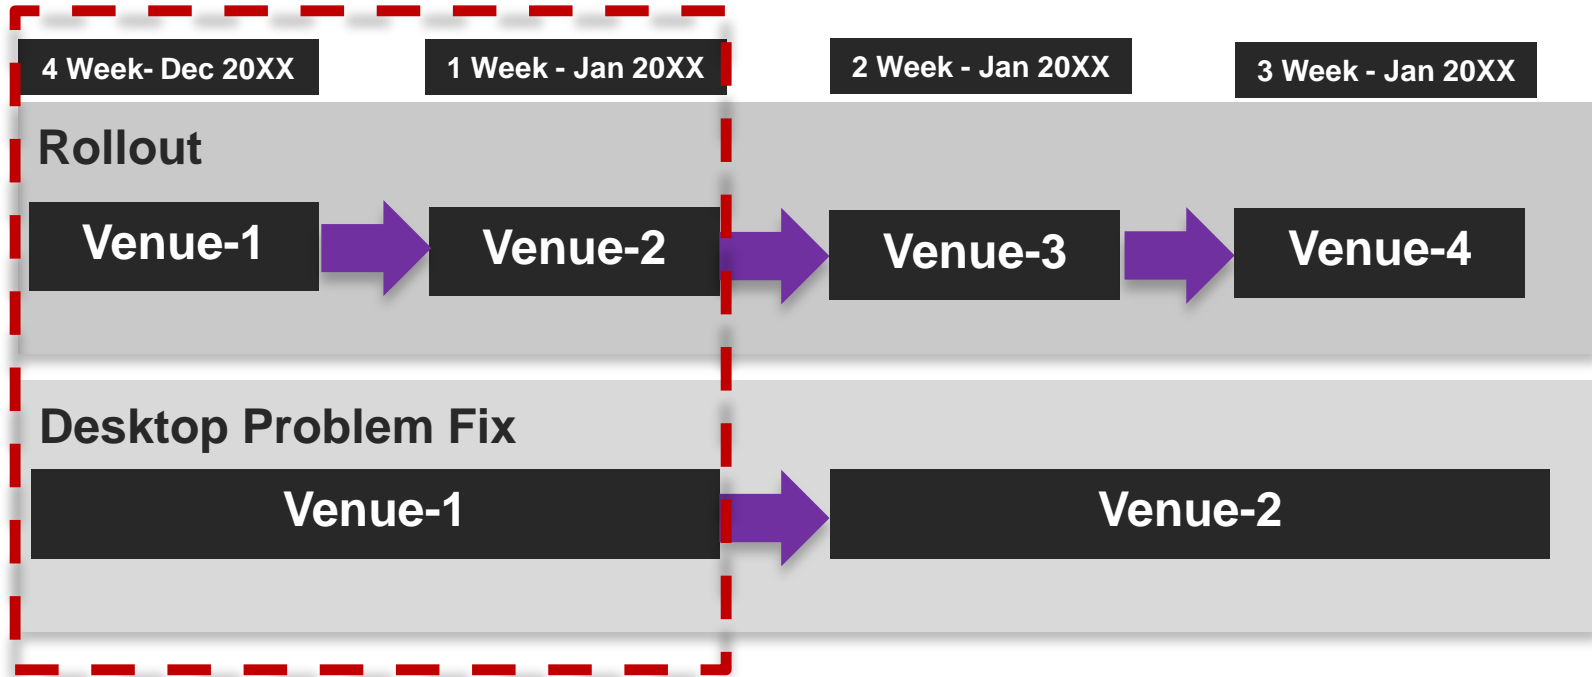 4 Week- Dec 20XX
1 Week - Jan 20XX
2 Week - Jan 20XX
3 Week - Jan 20XX
Rollout
Venue-1
Venue-2
Venue-3
Venue-4
Desktop Problem Fix
Venue-1
Venue-2